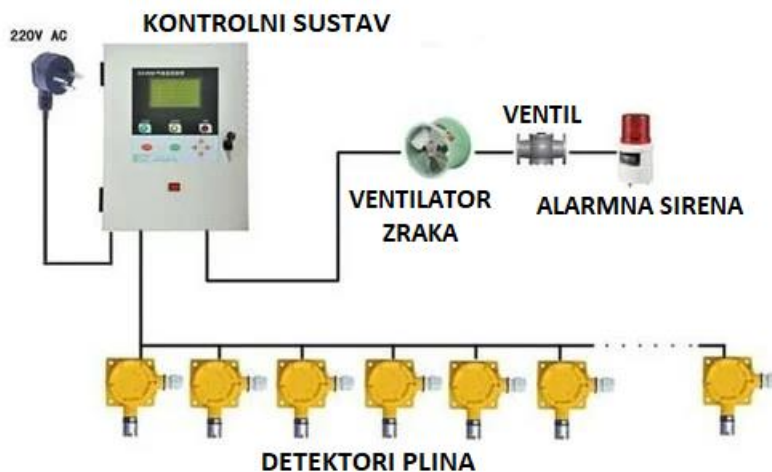 KONTROLNI SUSTAV
220V AC
VENTIL
VENTILATOR
ZRAKA
ALARMNA SIRENA
DETEKTORI PLINA